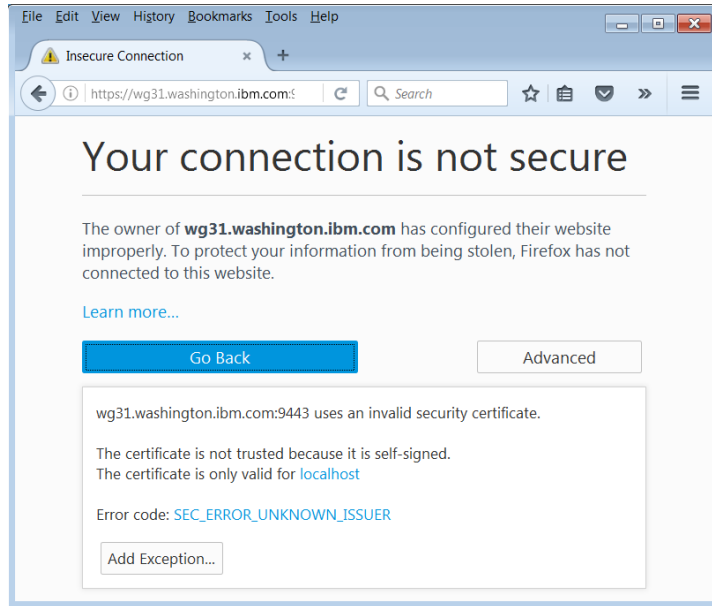 File Edit View History Bookmarks Tools Help
Insecure Connection
https://wg31.washington.ibm.com:9
Search
Your connection is not secure
The owner of wg31.washington.ibm.com has configured their website
improperly. To protect your information from being stolen, Firefox has not
connected to this website.
Learn more...
Go Back
Advanced
wg31.washington.ibm.com:9443 uses an invalid security certificate.
The certificate is not trusted because it is self-signed.
The certificate is only valid for localhost
Error code: SEC_ERROR_UNKNOWN_ISSUER
Add Exception...